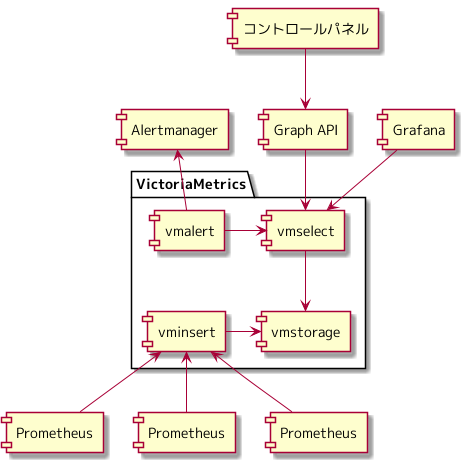 コントロールパネル
Alertmanager
Graph API
Grafana
VictoriaMetrics
vmalert
vmselect
vminsert
vmstorage
Prometheus
Prometheus
Prometheus